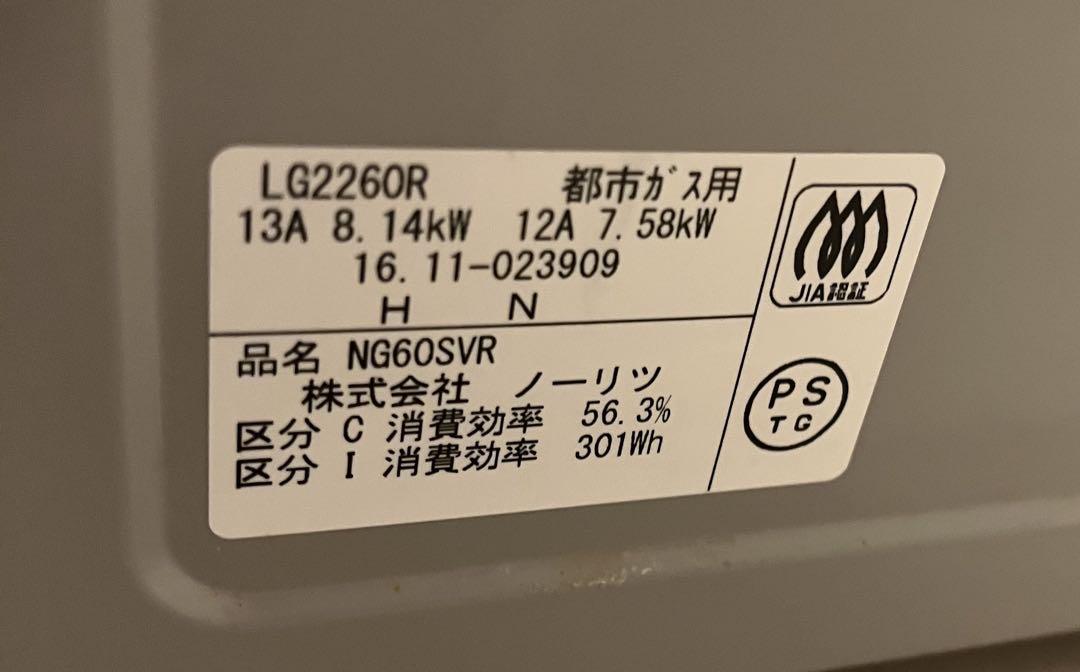 LG2260R 都市ガス用
13A 8.14kW 12A 7.58kW
16.11-023909
H N
品名 NG60SVR
株式会社 ノーリツ
区分 C 消費効率 56.3%
区分 I 消費効率 301Wh
JIA認証
PS
TG